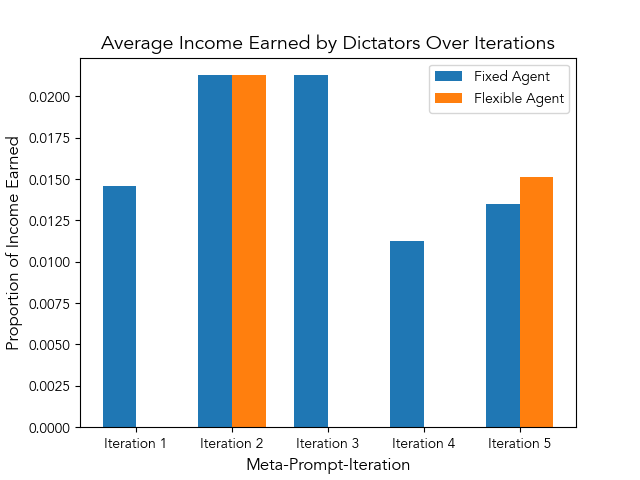 Average Income Earned by Dictators Over Iterations
Fixed Agent
Flexible Agent
Proportion of Income Earned
0.0200
0.0175
0.0150
0.0125
0.0100
0.0075
0.0050
0.0025
0.0000
Iteration 1 Iteration 2 Iteration 3 Iteration 4 Iteration 5
Meta-Prompt-Iteration